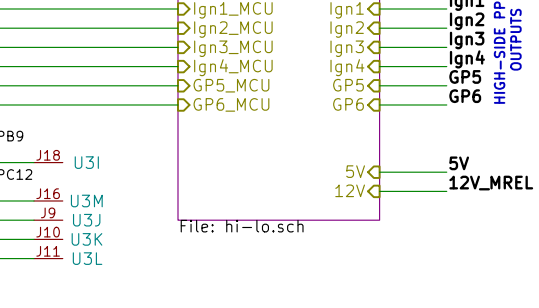 Ign1_MCU Ign1 Ign1
Ign2_MCU Ign2 Ign2
Ign3_MCU Ign3 Ign3
Ign4_MCU Ign4 Ign4
GP5_MCU GP5 GP5
GP6_MCU GP6 GP6
HIGH-SIDE PP
OUTPUTS
PB9
J18 U3I
PC12
J16 U3M
J9 U3J
J10 U3K
J11 U3L
5V 5V
12V 12V_MREL
File: hi-lo.sch